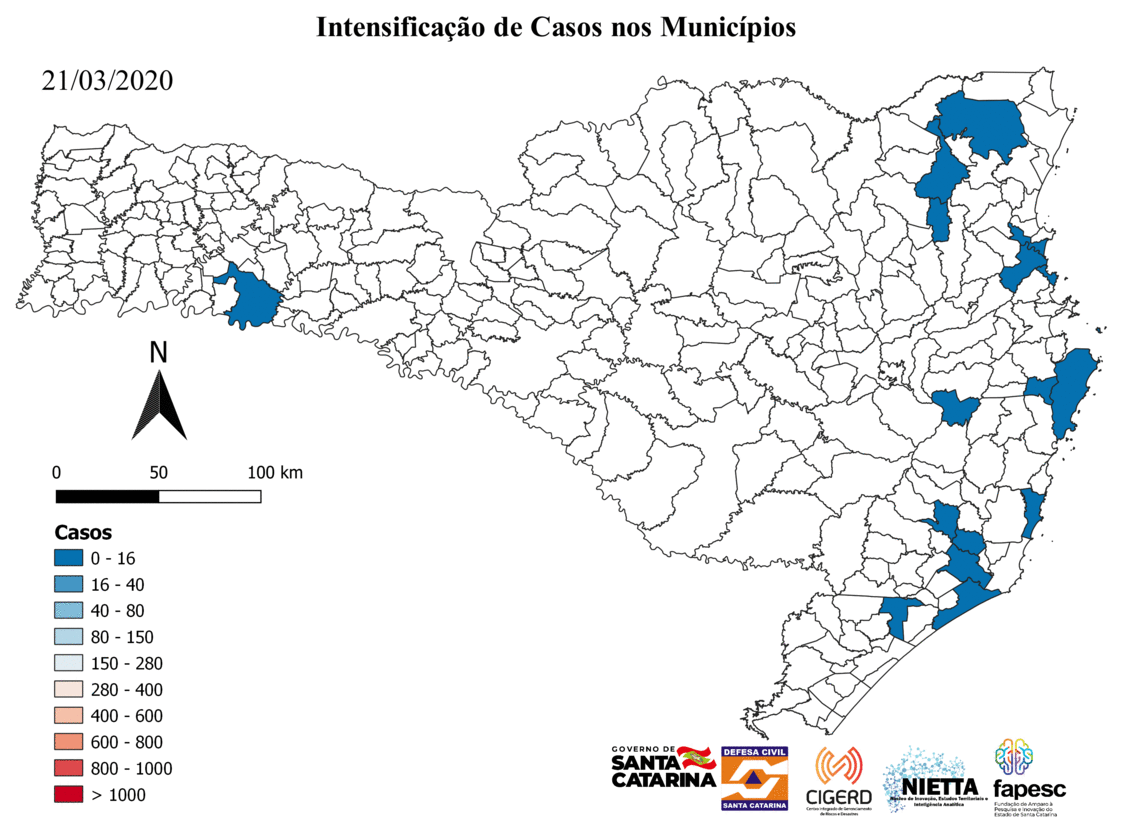 Intensificação de Casos nos Municípios
21/03/2020
N
0 50 100 km
Casos
0 - 16
16 - 40
40 - 80
80 - 150
150 - 280
280 - 400
400 - 600
600 - 800
800 - 1000
> 1000
GOVERNO DE
SANTA
CATARINA
DEFESA CIVIL
SANTA CATARINA
CIGERD
Centro Integrado de Gerenciamento
de Riscos e Desastres
NIETTA
Núcleo de Inovação, Estudos Territoriais e
Inteligência Analítica
fapesc
Fundação de Amparo à
Pesquisa e Inovação do
Estado de Santa Catarina